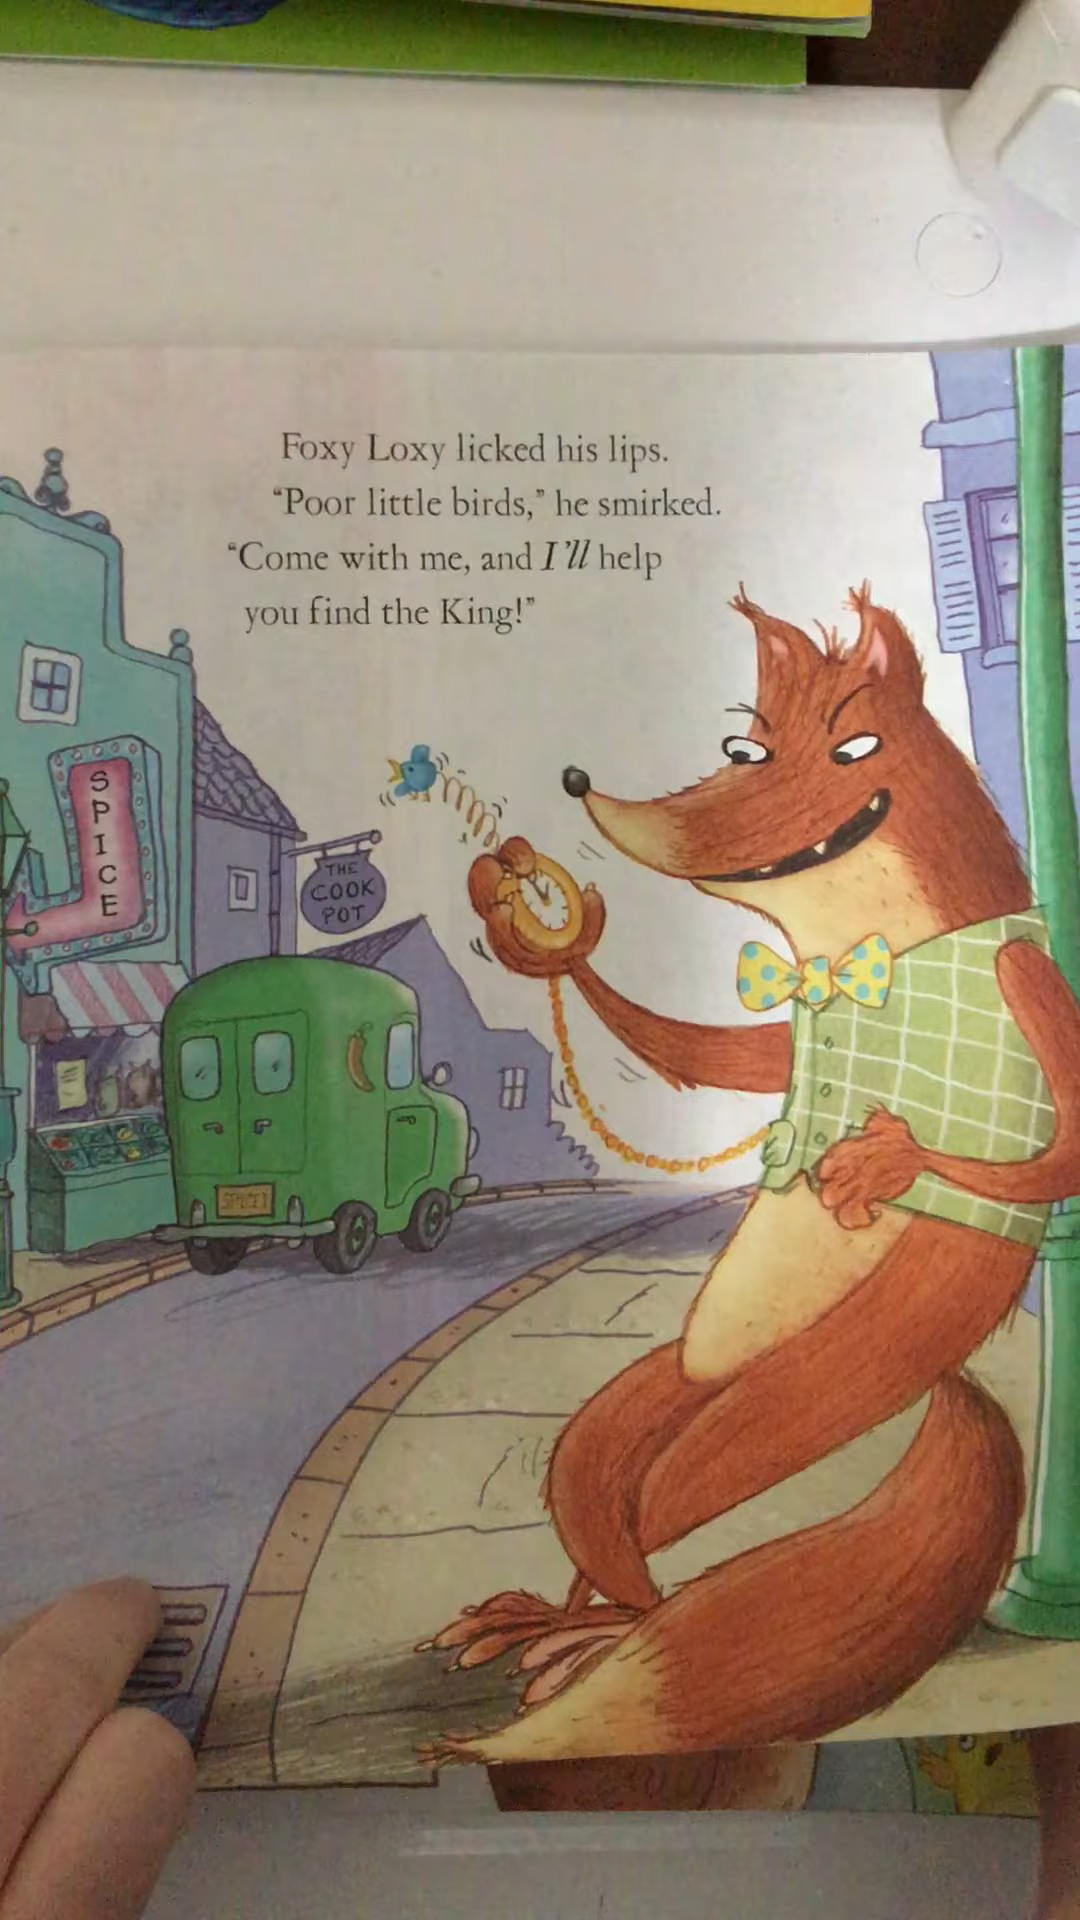 Foxy Loxy licked his lips.
“Poor little birds,” he smirked.
“Come with me, and I’ll help
you find the King!”
SPICE
THE
COOK
POT